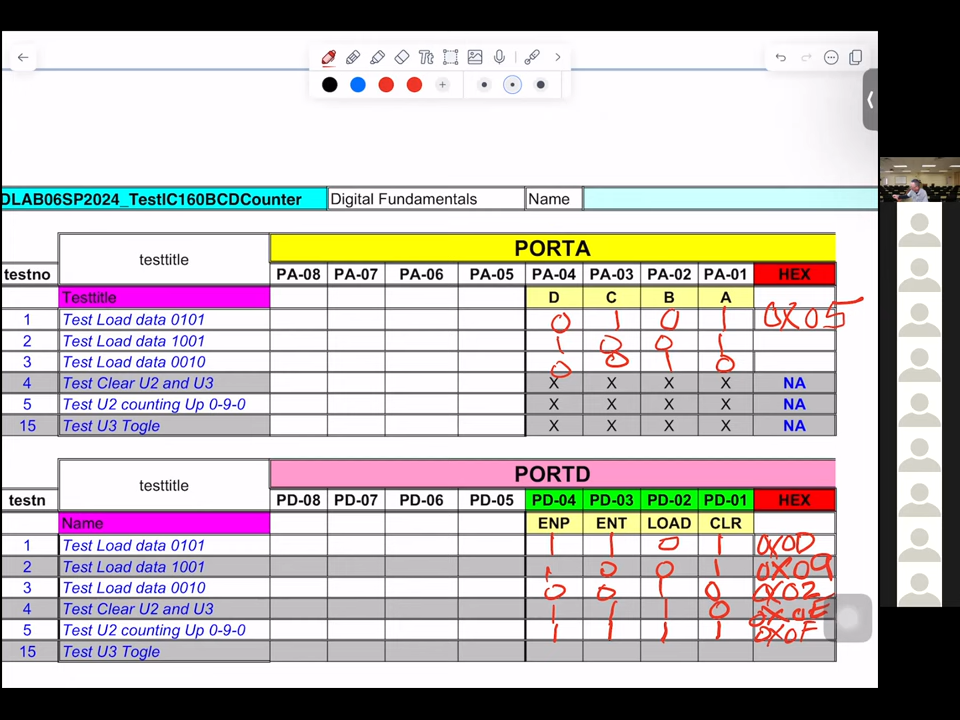 DLAB06SP2024_TestIC160BCDCounter Digital Fundamentals Name
testno testtitle PORTA
PA-08 PA-07 PA-06 PA-05 PA-04 PA-03 PA-02 PA-01 HEX
Testtitle D C B A
1 Test Load data 0101 0 1 0 1 0X05
2 Test Load data 1001 1 0 0 1
3 Test Load data 0010 0 0 1 0
4 Test Clear U2 and U3 X X X X NA
5 Test U2 counting Up 0-9-0 X X X X NA
15 Test U3 Togle X X X X NA
testn testtitle PORTD
PD-08 PD-07 PD-06 PD-05 PD-04 PD-03 PD-02 PD-01 HEX
Name ENP ENT LOAD CLR
1 Test Load data 0101 1 1 0 1 0X0D
2 Test Load data 1001 1 0 0 1 0X09
3 Test Load data 0010 0 0 1 0 0X02
4 Test Clear U2 and U3 1 1 1 0 0X0E
5 Test U2 counting Up 0-9-0 1 1 1 1 0X0F
15 Test U3 Togle